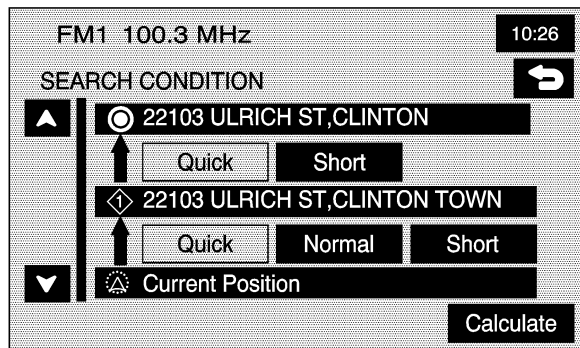 FM1 100.3 MHz 10:26
SEARCH CONDITION
22103 ULRICH ST,CLINTON
Quick Short
1 22103 ULRICH ST,CLINTON TOWN
Quick Normal Short
Current Position
Calculate